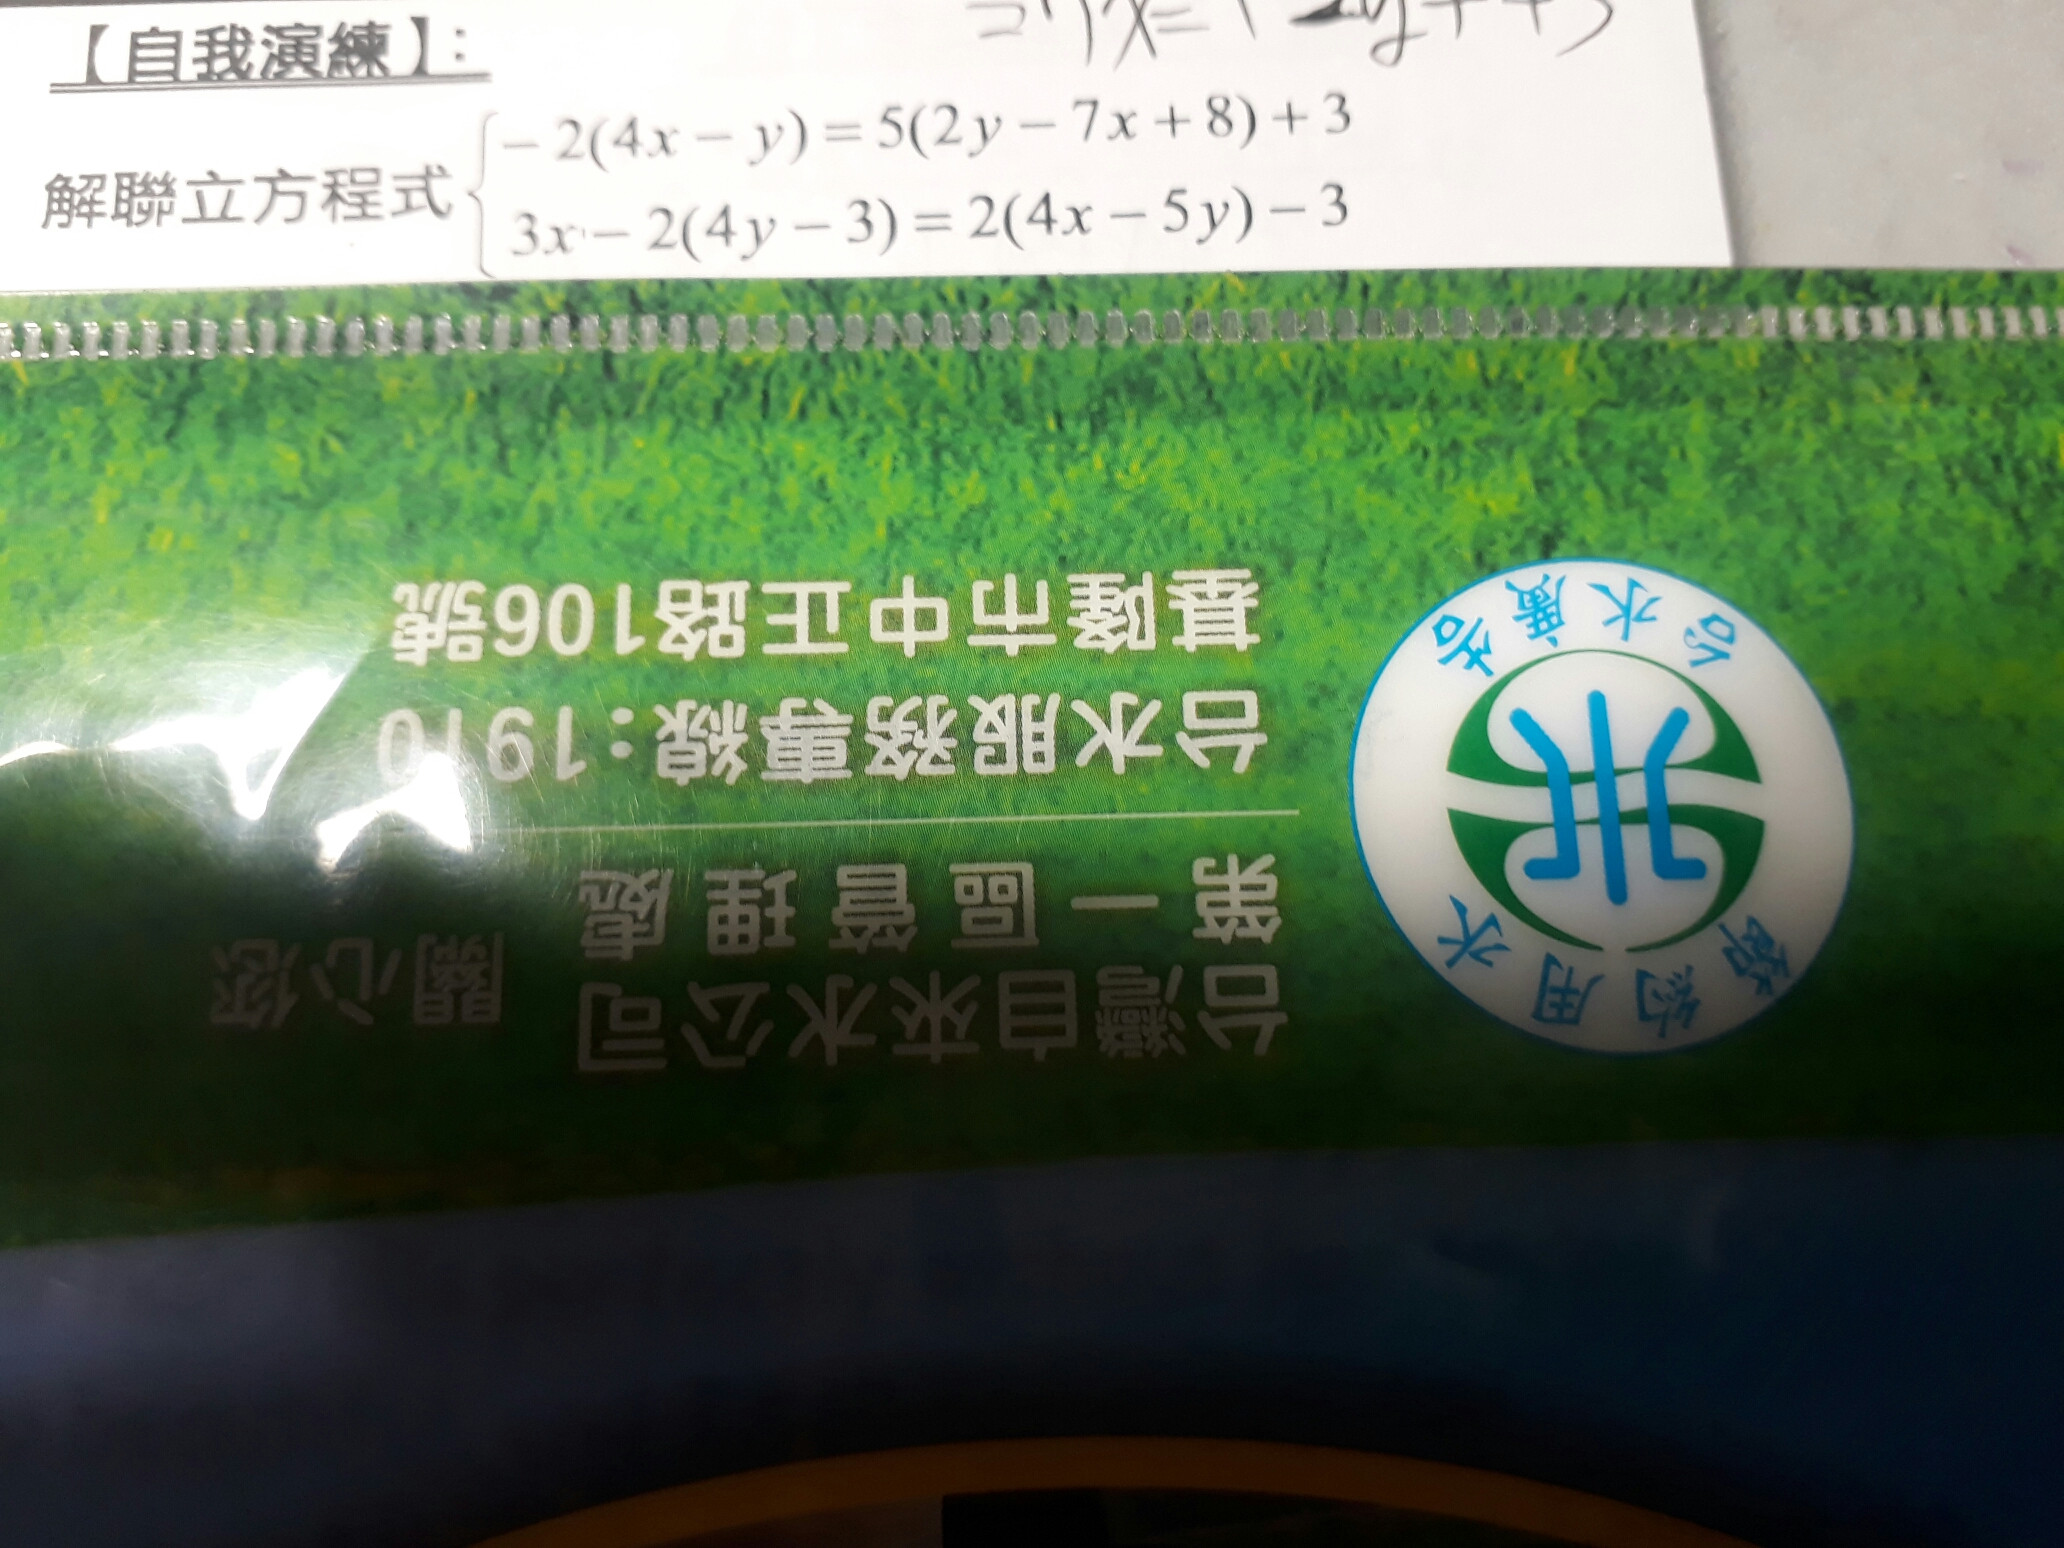 【自我演練】:
解聯立方程式
-2(4x-y)=5(2y-7x+8)+3
3x-2(4y-3)=2(4x-5y)-3
台灣自來水公司
第一區管理處
關心您
台水服務專線:1910
基隆市中正路106號
節約用水
台水廣告